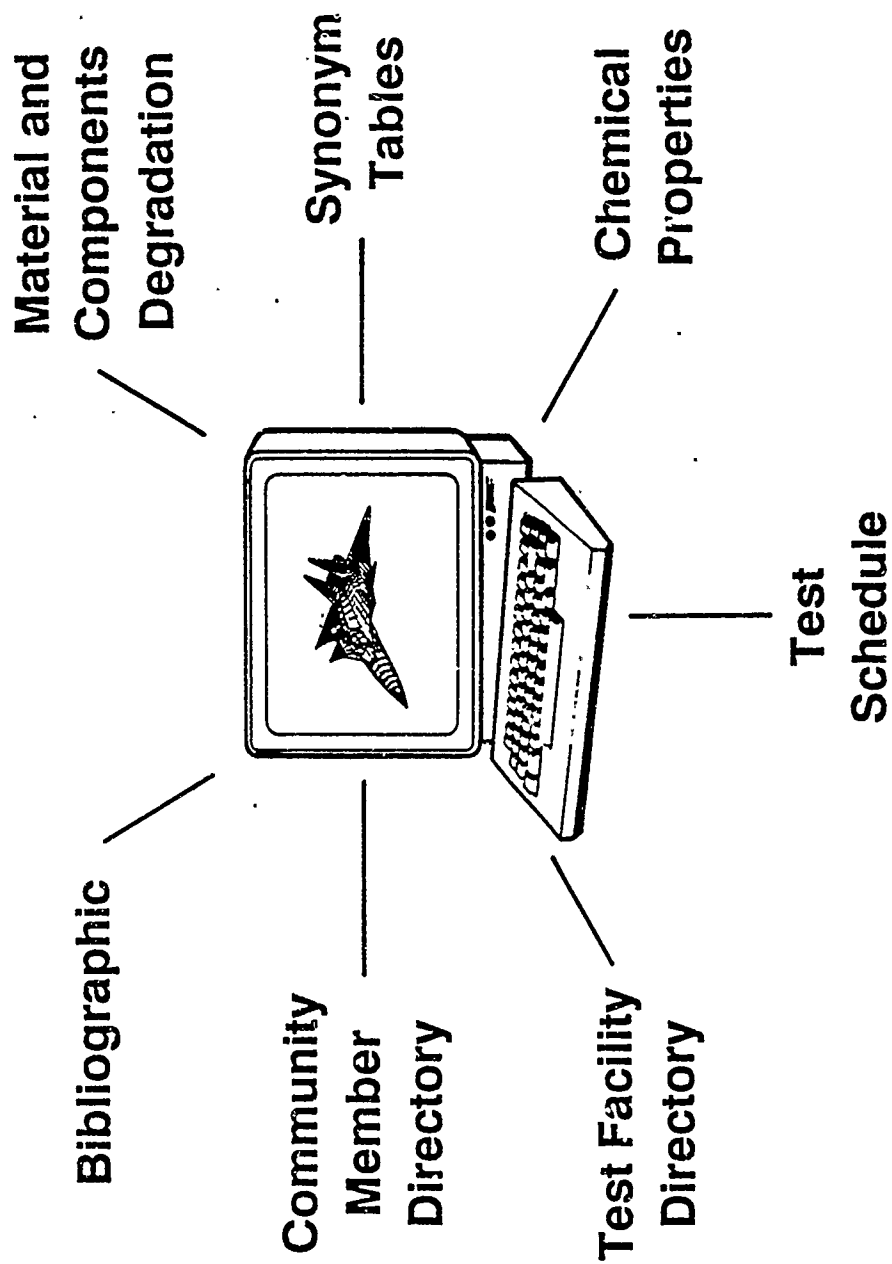 Bibliographic
Material and
Components
Degradation
Community
Member
Directory
Synonym
Tables
Test Facility
Directory
Chemical
Properties
Test
Schedule